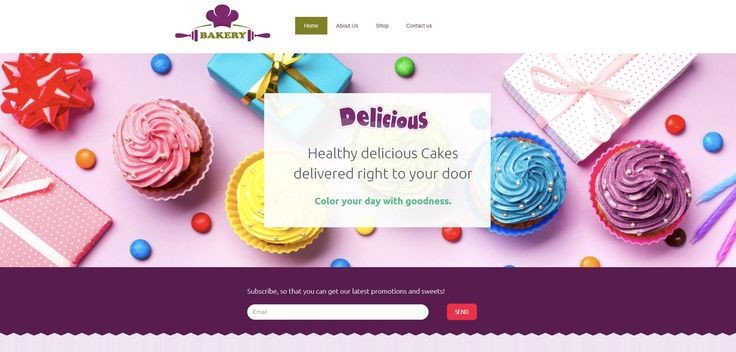 BAKERY
Home About Us Shop Contact us
Delicious
Healthy delicious Cakes
delivered right to your door
Color your day with goodness.
Subscribe, so that you can get our latest promotions and sweets!
Email
SEND